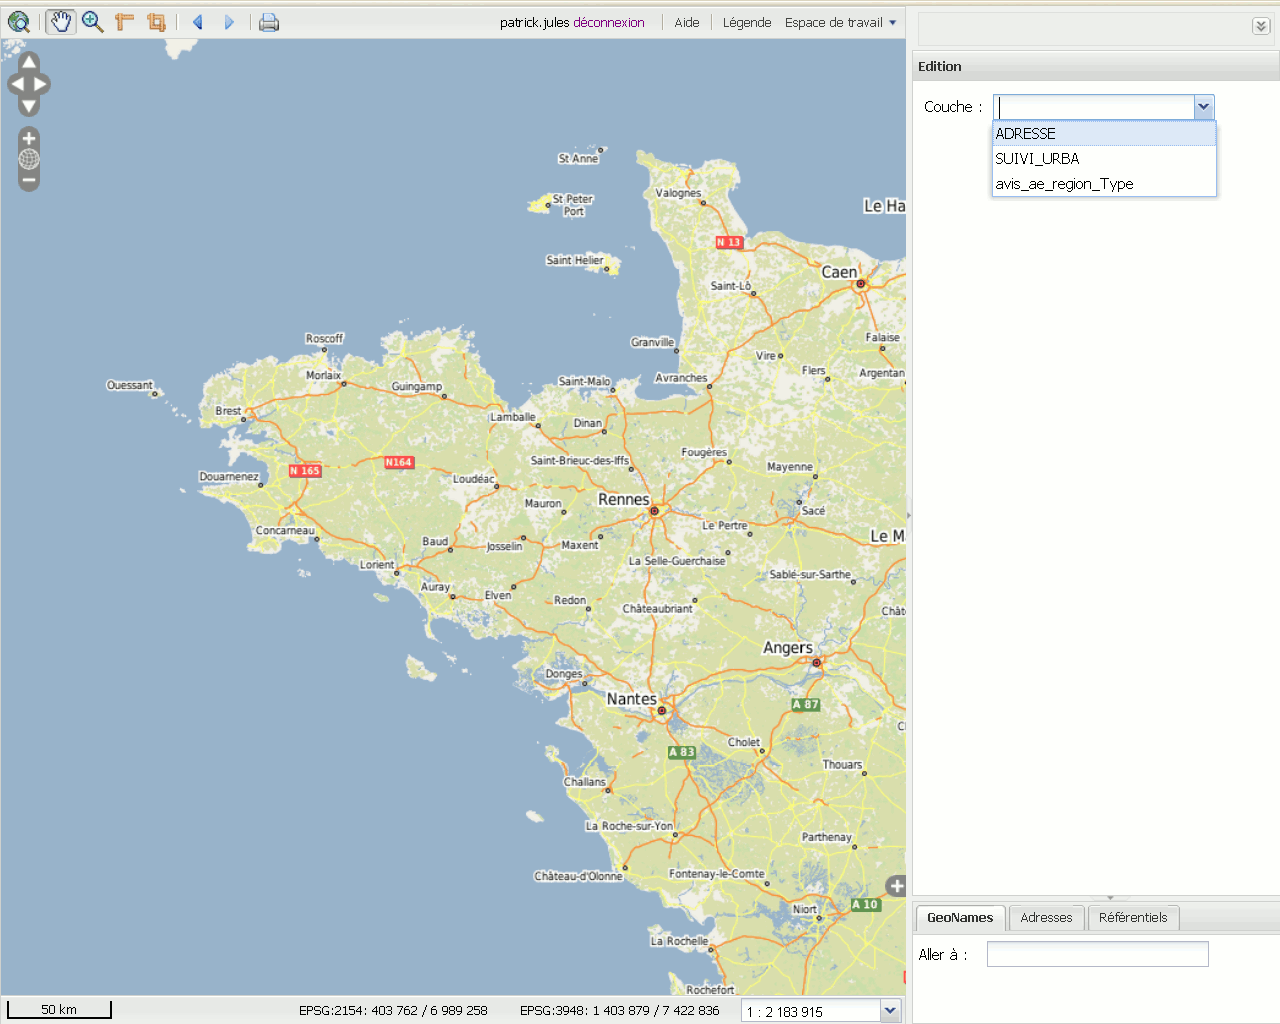 patrick.jules déconnexion Aide Légende Espace de travail
Edition
Couche :
ADRESSE
SUIVI_URBA
avis_ae_region_Type
St Anne
Valognes
St Peter
Port
Le Ha
N 13
Saint Helier
Caen
Saint-Lô
Roscoff
Granville
Falaise
Vire
Flers
Argentan
Morlaix
Guingamp
Saint-Malo
Avranches
Ouessant
Brest
Lamballe
Dinan
Fougères
Saint-Brieuc-des-Iffs
Mayenne
N 165
N164
Douarnenez
Loudéac
Rennes
Mauron
Sacé
Le Pertre
Concarneau
Le M
Baud
Josselin
Maxent
La Selle-Guerchaise
Lorient
Sablé-sur-Sarthe
Auray
Elven
Redon
Châteaubriant
Chât
Angers
Donges
Nantes
A 87
C
Cholet
A 83
Thouars
Challans
La Roche-sur-Yon
Parthenay
Château-d'Olonne
Fontenay-le-Comte
Niort
A 10
La Rochelle
Rochefort
GeoNames Adresses Référentiels
Aller à :
50 km EPSG:2154: 403 762 / 6 989 258 EPSG:3948: 1 403 879 / 7 422 836 1 : 2 183 915